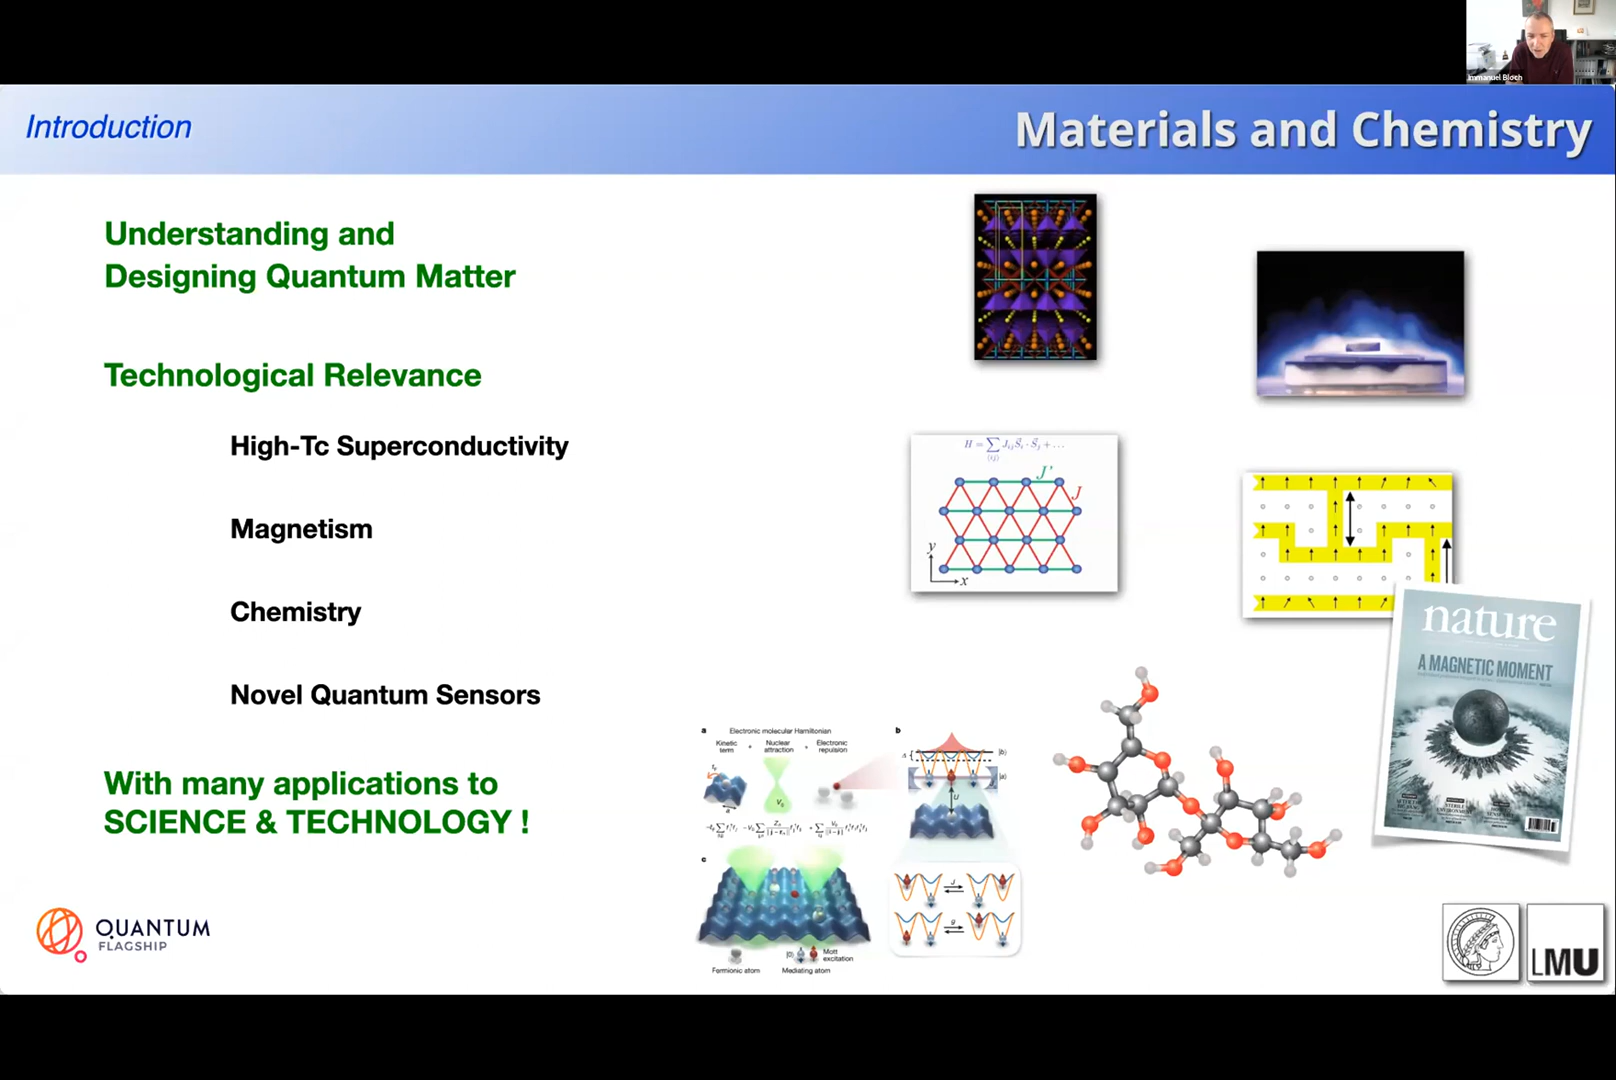 Immanuel Bloch
Introduction
Materials and Chemistry
Understanding and
Designing Quantum Matter
Technological Relevance
High-Tc Superconductivity
Magnetism
Chemistry
Novel Quantum Sensors
With many applications to
SCIENCE & TECHNOLOGY !
J'
J
y
x
nature
A MAGNETIC MOMENT
a
Electronic molecular Hamiltonian
Kinetic
term
+
Nuclear
attraction
+
Electronic
repulsion
b
|b⟩
|a⟩
U
c
J
g
|0⟩
Mott
excitation
Fermionic atom
Mediating atom
QUANTUM
FLAGSHIP
LMU